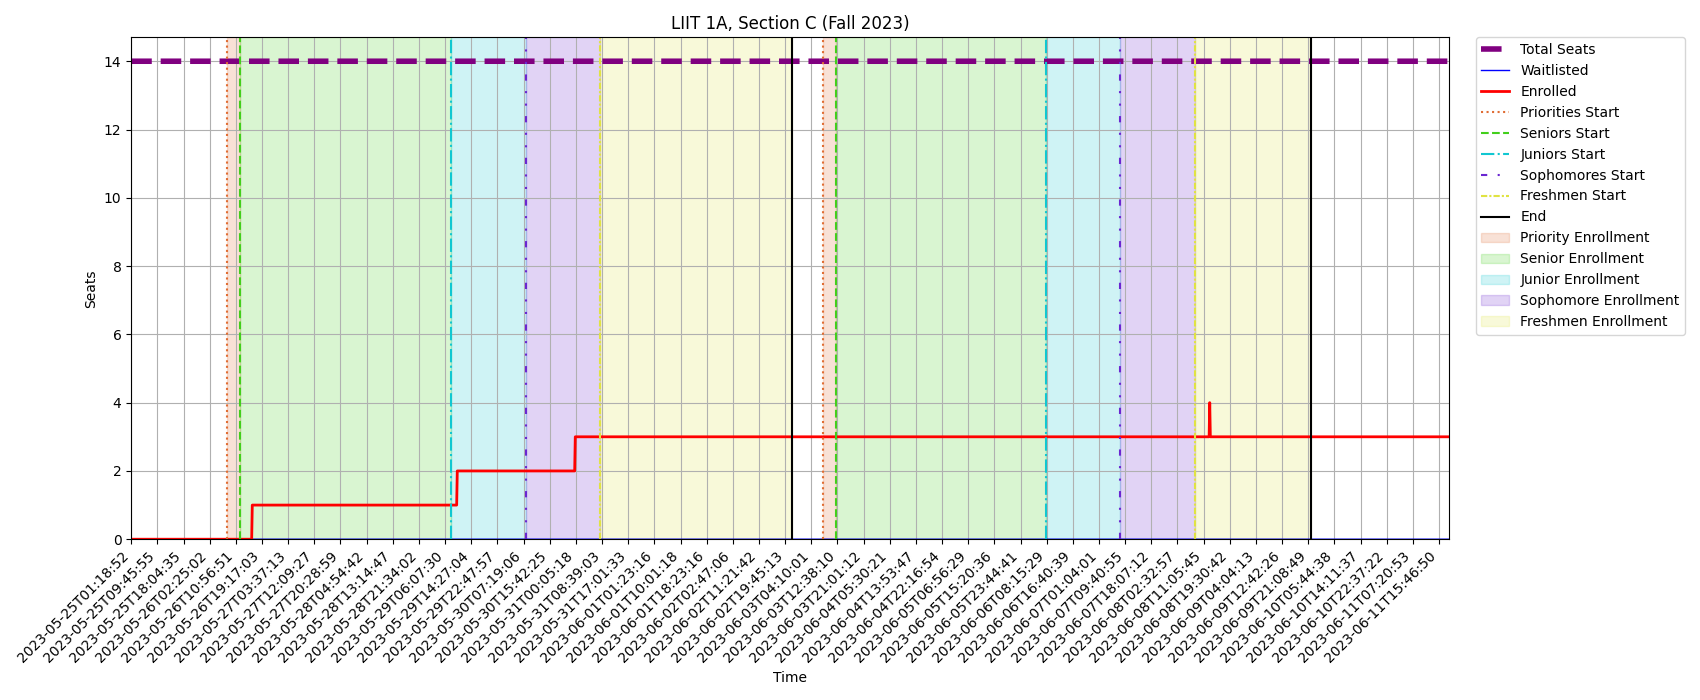 LIIT 1A, Section C (Fall 2023)
14
12
10
8
6
4
2
0
Seats
2023-05-25T01:18:52
2023-05-25T09:45:55
2023-05-25T18:04:35
2023-05-26T02:25:02
2023-05-26T10:56:51
2023-05-26T19:17:03
2023-05-27T03:37:13
2023-05-27T12:09:27
2023-05-27T20:28:59
2023-05-28T04:54:42
2023-05-28T13:14:47
2023-05-28T21:34:02
2023-05-29T06:07:30
2023-05-29T14:27:04
2023-05-29T22:47:57
2023-05-30T07:19:06
2023-05-30T15:42:25
2023-05-31T00:05:18
2023-05-31T08:39:03
2023-05-31T17:01:33
2023-06-01T01:23:16
2023-06-01T10:01:18
2023-06-01T18:23:16
2023-06-02T02:47:06
2023-06-02T11:21:42
2023-06-02T19:45:13
2023-06-03T04:10:01
2023-06-03T12:38:10
2023-06-03T21:01:12
2023-06-04T05:30:21
2023-06-04T13:53:47
2023-06-04T22:16:54
2023-06-05T06:56:29
2023-06-05T15:20:36
2023-06-05T23:44:41
2023-06-06T08:15:29
2023-06-06T16:40:39
2023-06-07T01:04:01
2023-06-07T09:40:55
2023-06-07T18:07:12
2023-06-08T02:32:57
2023-06-08T11:05:45
2023-06-08T19:30:42
2023-06-09T04:04:13
2023-06-09T12:42:26
2023-06-09T21:08:49
2023-06-10T05:44:38
2023-06-10T14:11:37
2023-06-10T22:37:22
2023-06-11T07:20:53
2023-06-11T15:46:50
Time
Total Seats
Waitlisted
Enrolled
Priorities Start
Seniors Start
Juniors Start
Sophomores Start
Freshmen Start
End
Priority Enrollment
Senior Enrollment
Junior Enrollment
Sophomore Enrollment
Freshmen Enrollment